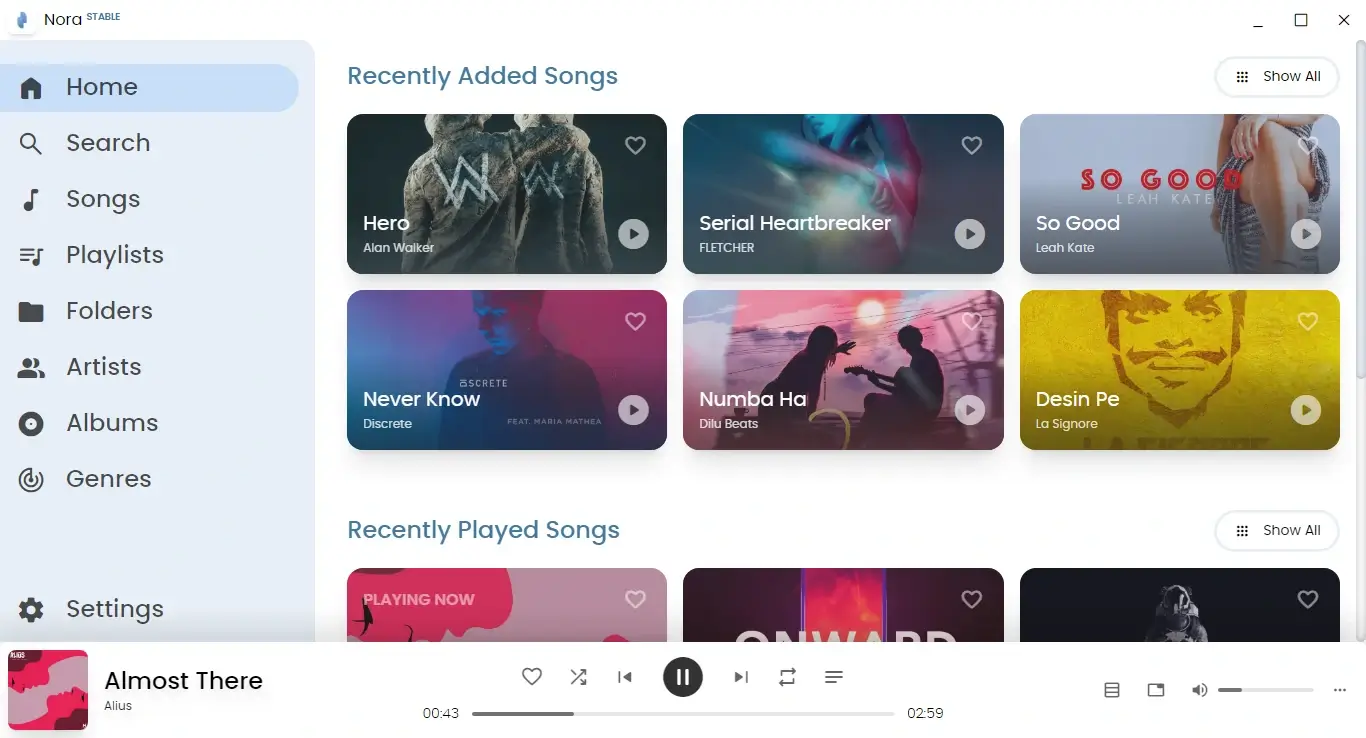 Nora STABLE
Home
Search
Songs
Playlists
Folders
Artists
Albums
Genres
Settings
Recently Added Songs
Show All
Hero
Alan Walker
Serial Heartbreaker
FLETCHER
SO GOOD
LEAH KATE
So Good
Leah Kate
DISCRETE
Never Know
Discrete
FEAT. MARIA MATHEA
Numba Ha
Dilu Beats
Desin Pe
La Signore
LA SIGNORE
Recently Played Songs
Show All
PLAYING NOW
ONWARD
Almost There
Alius
00:43
02:59